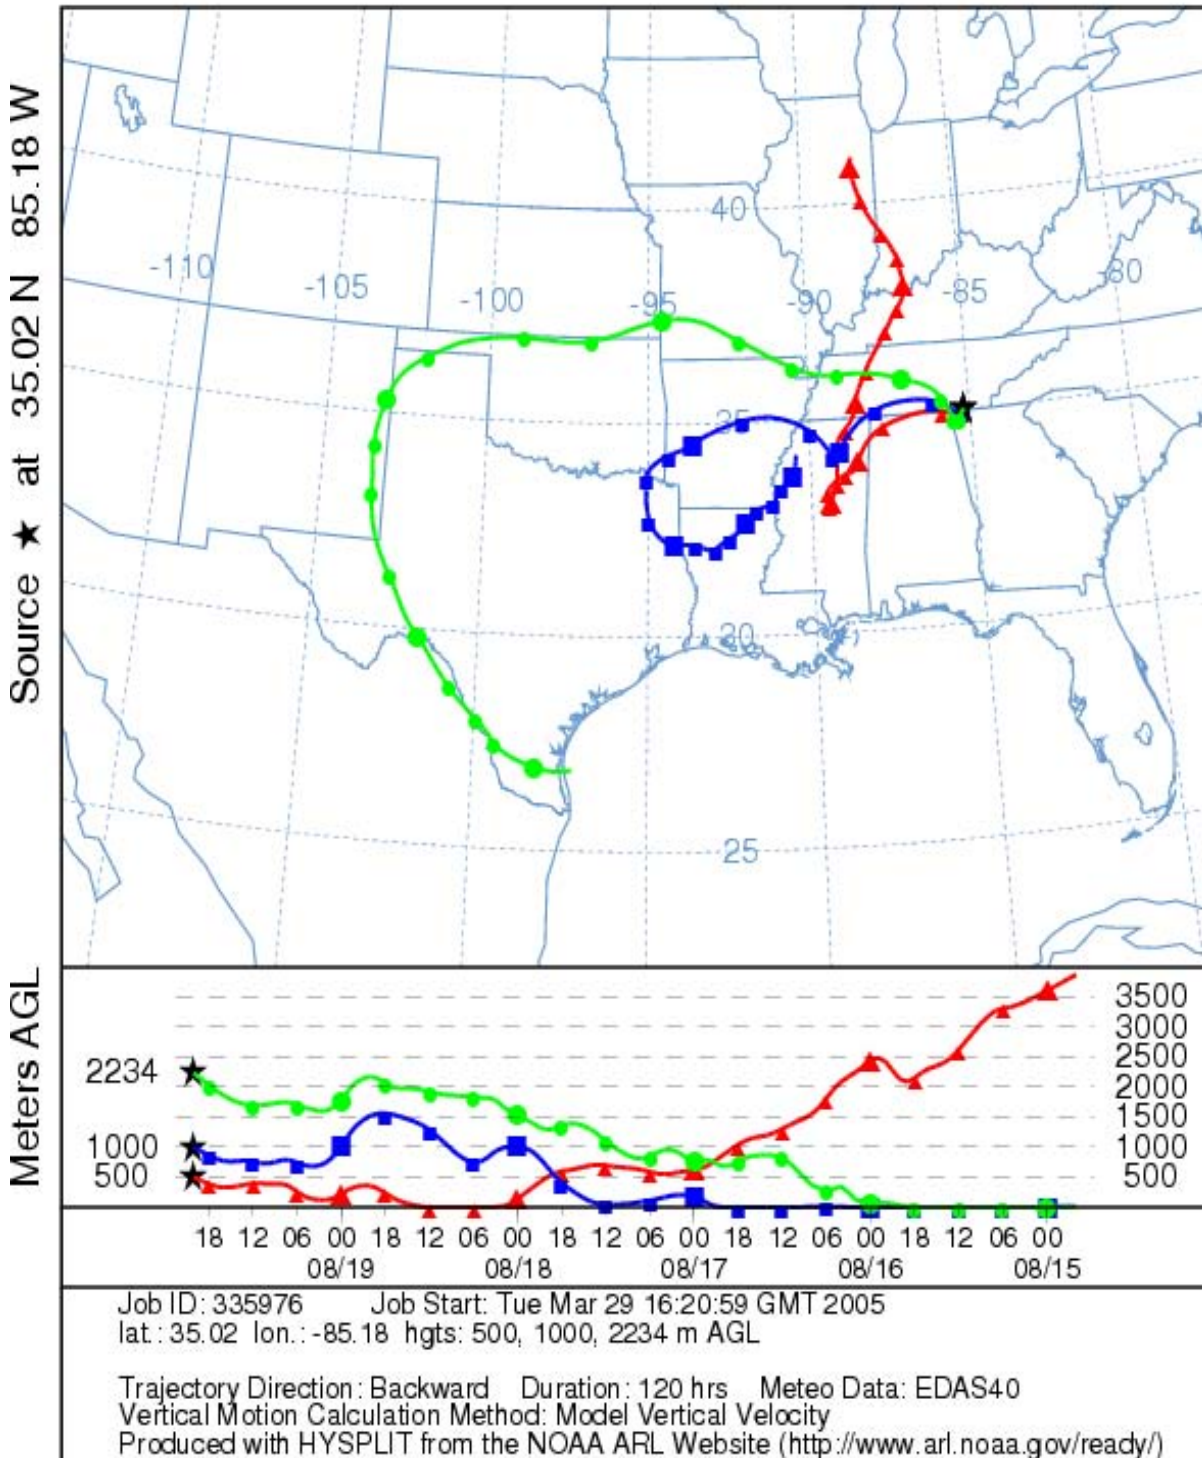 Source ★ at 35.02 N 85.18 W
40
-110
-105
-100
-95
-90
-85
-80
35
30
25
Meters AGL
2234
1000
500
3500
3000
2500
2000
1500
1000
500
18 12 06 00 18 12 06 00 18 12 06 00 18 12 06 00 18 12 06 00
08/19 08/18 08/17 08/16 08/15
Job ID: 335976 Job Start: Tue Mar 29 16:20:59 GMT 2005
lat.: 35.02 lon.: -85.18 hgts: 500, 1000, 2234 m AGL
Trajectory Direction: Backward Duration: 120 hrs Meteo Data: EDAS40
Vertical Motion Calculation Method: Model Vertical Velocity
Produced with HYSPLIT from the NOAA ARL Website (http://www.arl.noaa.gov/ready/)